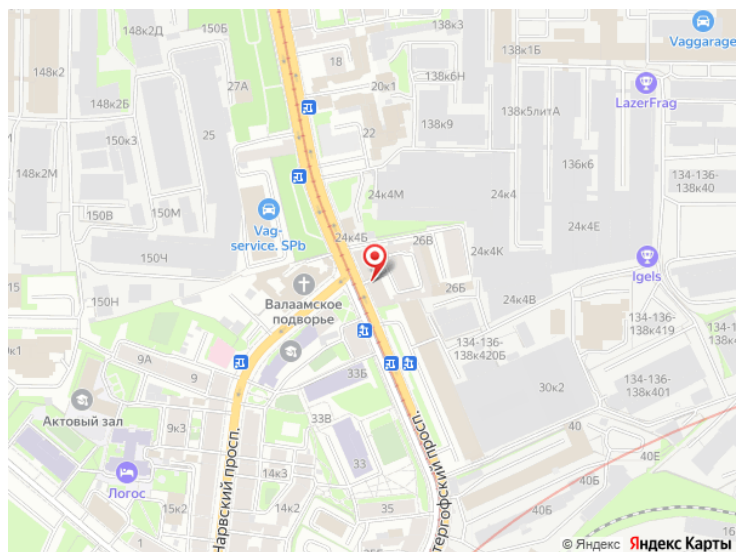 148к2Д
150Б
138к1Б
Vaggarage
148к2
18
138к6Н
27А
20к1
LazerFrag
148к2Б
138к5литА
150к3
25
22
138к9
136к6
148к2М
134-136-
138к40
24к4М
24к4
150В
150М
24к4Е
Vag-
service. SPb
24к4Б
26В
24к4К
150Ч
Igels
15
Валаамское
подворье
26Б
150Н
24к4В
134-136-
138к419
134-136-
138к420Б
9А
9
33Б
30к2
134-136-
138к401
Актовый зал
9к3
33В
40
Нарвский просп.
тергофский просп.
Логос
14к3
33
40Е
40Б
15к2
14к2
35
40Б
1
© Яндекс Яндекс Карты